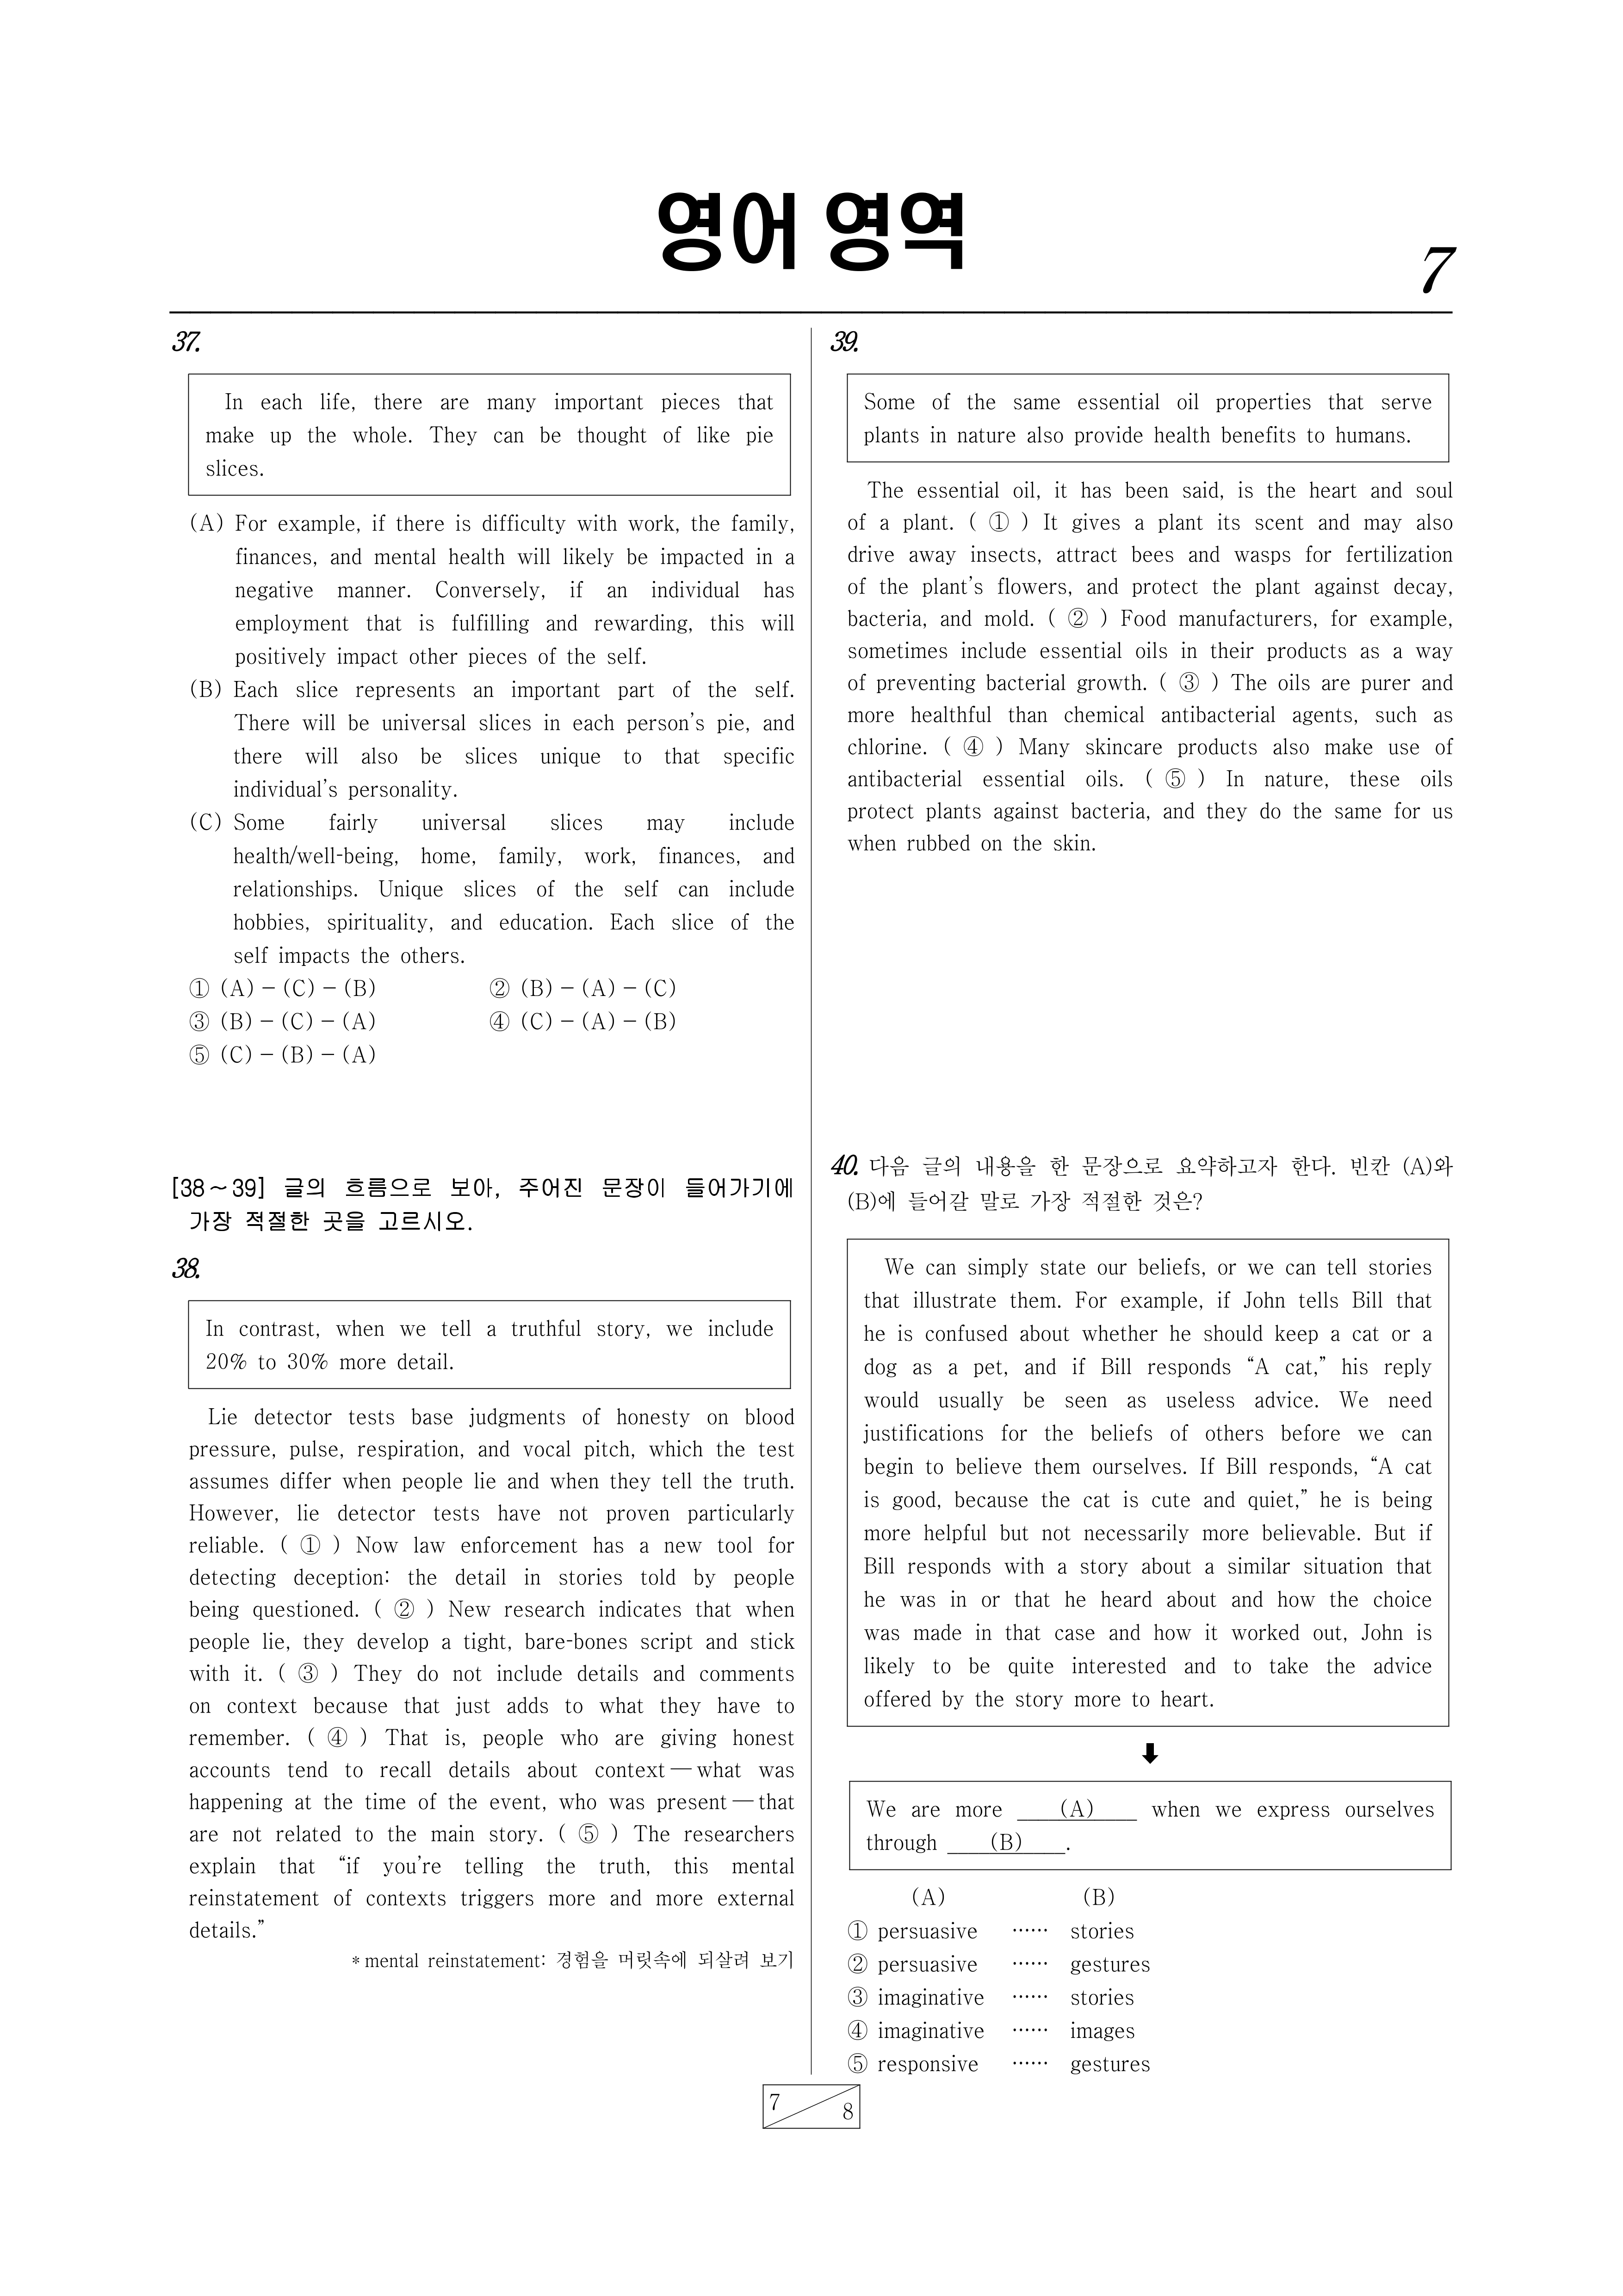 영어 영역
7
37.
In each life, there are many important pieces that
make up the whole. They can be thought of like pie
slices.
(A) For example, if there is difficulty with work, the family,
finances, and mental health will likely be impacted in a
negative manner. Conversely, if an individual has
employment that is fulfilling and rewarding, this will
positively impact other pieces of the self.
(B) Each slice represents an important part of the self.
There will be universal slices in each person's pie, and
there will also be slices unique to that specific
individual's personality.
(C) Some fairly universal slices may include
health/well-being, home, family, work, finances, and
relationships. Unique slices of the self can include
hobbies, spirituality, and education. Each slice of the
self impacts the others.
① (A)-(C)-(B) ② (B)-(A)-(C)
③ (B)-(C)-(A) ④ (C)-(A)-(B)
⑤ (C)-(B)-(A)
[38～39] 글의 흐름으로 보아, 주어진 문장이 들어가기에
가장 적절한 곳을 고르시오.
38.
In contrast, when we tell a truthful story, we include
20% to 30% more detail.
Lie detector tests base judgments of honesty on blood
pressure, pulse, respiration, and vocal pitch, which the test
assumes differ when people lie and when they tell the truth.
However, lie detector tests have not proven particularly
reliable. ( ① ) Now law enforcement has a new tool for
detecting deception: the detail in stories told by people
being questioned. ( ② ) New research indicates that when
people lie, they develop a tight, bare-bones script and stick
with it. ( ③ ) They do not include details and comments
on context because that just adds to what they have to
remember. ( ④ ) That is, people who are giving honest
accounts tend to recall details about context — what was
happening at the time of the event, who was present — that
are not related to the main story. ( ⑤ ) The researchers
explain that “if you're telling the truth, this mental
reinstatement of contexts triggers more and more external
details.”
* mental reinstatement: 경험을 머릿속에 되살려 보기
39.
Some of the same essential oil properties that serve
plants in nature also provide health benefits to humans.
The essential oil, it has been said, is the heart and soul
of a plant. ( ① ) It gives a plant its scent and may also
drive away insects, attract bees and wasps for fertilization
of the plant's flowers, and protect the plant against decay,
bacteria, and mold. ( ② ) Food manufacturers, for example,
sometimes include essential oils in their products as a way
of preventing bacterial growth. ( ③ ) The oils are purer and
more healthful than chemical antibacterial agents, such as
chlorine. ( ④ ) Many skincare products also make use of
antibacterial essential oils. ( ⑤ ) In nature, these oils
protect plants against bacteria, and they do the same for us
when rubbed on the skin.
40. 다음 글의 내용을 한 문장으로 요약하고자 한다. 빈칸 (A)와
(B)에 들어갈 말로 가장 적절한 것은?
We can simply state our beliefs, or we can tell stories
that illustrate them. For example, if John tells Bill that
he is confused about whether he should keep a cat or a
dog as a pet, and if Bill responds “A cat,” his reply
would usually be seen as useless advice. We need
justifications for the beliefs of others before we can
begin to believe them ourselves. If Bill responds, “A cat
is good, because the cat is cute and quiet,” he is being
more helpful but not necessarily more believable. But if
Bill responds with a story about a similar situation that
he was in or that he heard about and how the choice
was made in that case and how it worked out, John is
likely to be quite interested and to take the advice
offered by the story more to heart.
We are more (A) when we express ourselves
through (B).
(A) (B)
① persuasive ······ stories
② persuasive ······ gestures
③ imaginative ······ stories
④ imaginative ······ images
⑤ responsive ······ gestures
7
8